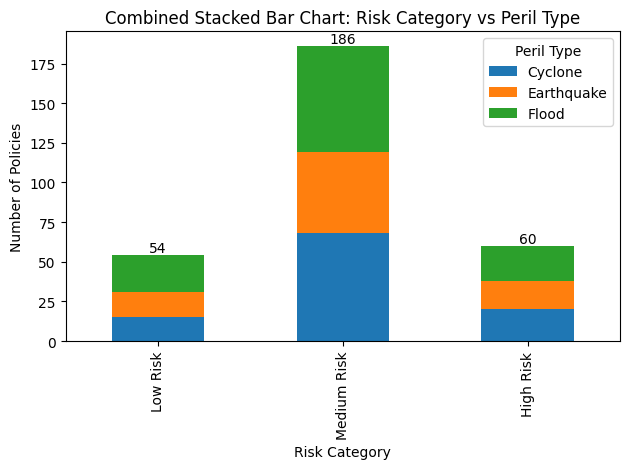 Combined Stacked Bar Chart: Risk Category vs Peril Type
Number of Policies
175
150
125
100
75
50
25
0
54
186
60
Peril Type
Cyclone
Earthquake
Flood
Low Risk
Medium Risk
High Risk
Risk Category